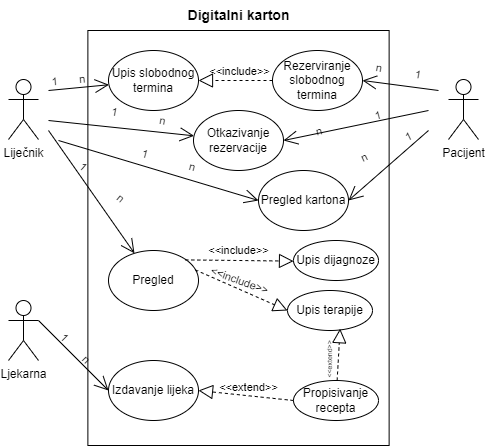 Digitalni karton
Upis slobodnog
termina
<<include>>
Rezerviranje
slobodnog
termina
1
n
n
1
Liječnik
Pacijent
1
n
Otkazivanje
rezervacije
n
1
1
n
Pregled kartona
n
1
1
n
Pregled
<<include>>
Upis dijagnoze
<<include>>
Upis terapije
Ljekarna
1
n
Izdavanje lijeka
<<extend>>
<<extend>>
Propisivanje
recepta